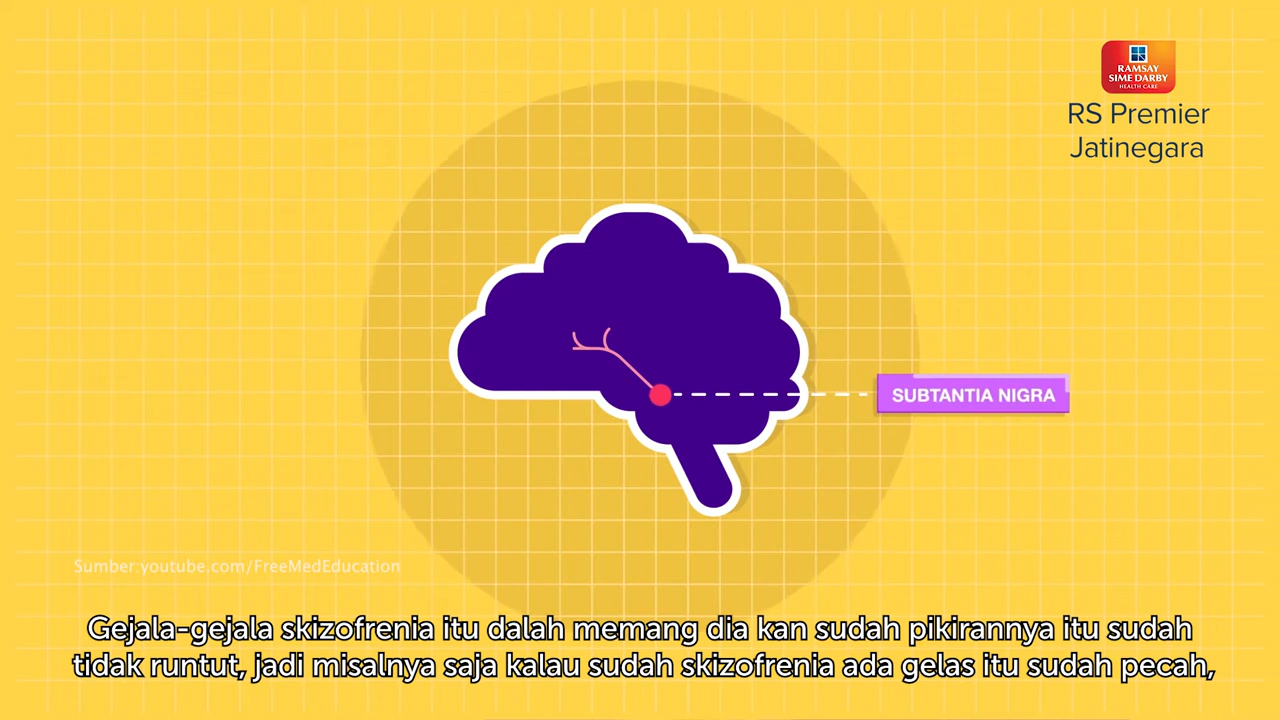 RAMSAY
SIME DARBY
HEALTH CARE
RS Premier
Jatinegara
SUBTANTIA NIGRA
Sumber:youtube.com/FreeMedEducation
Gejala-gejala skizofrenia itu dalah memang dia kan sudah pikirannya itu sudah
tidak runtut, jadi misalnya saja kalau sudah skizofrenia ada gelas itu sudah pecah,